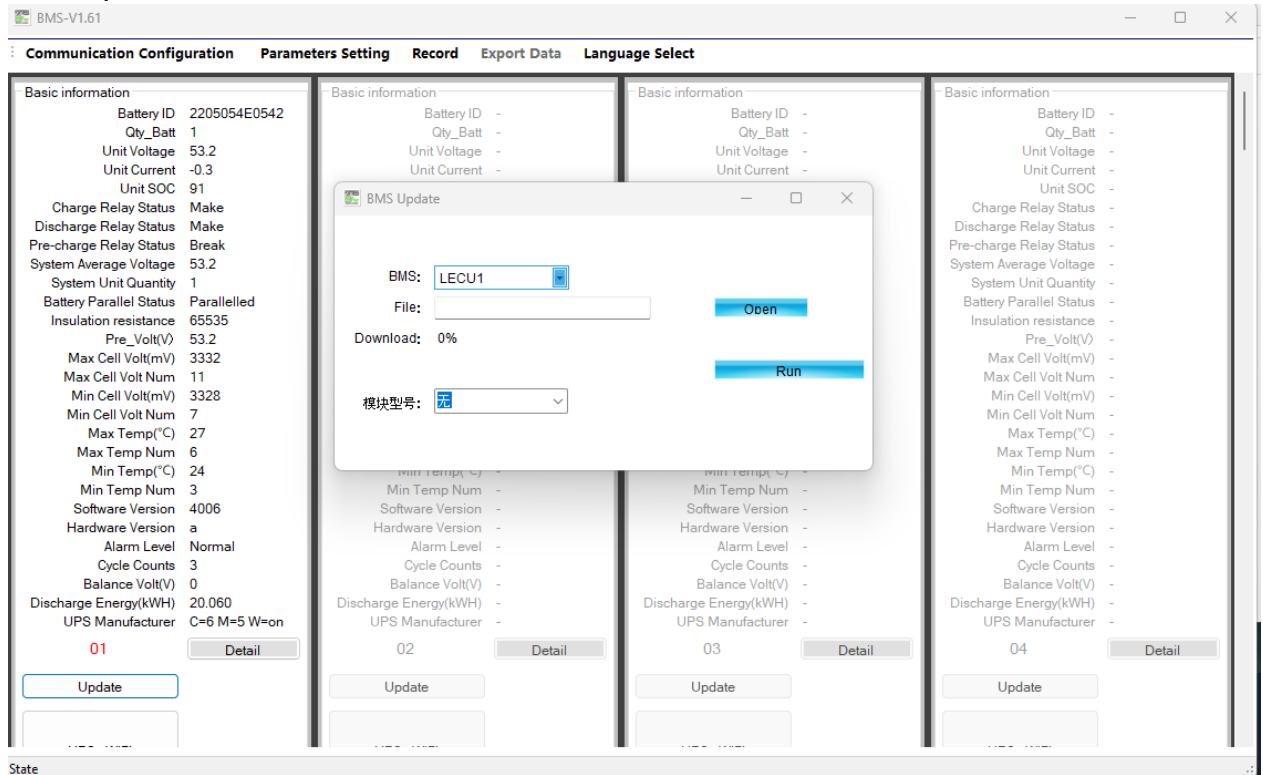 BMS-V1.61
Communication Configuration Parameters Setting Record Export Data Language Select
Basic information Basic information Basic information Basic information
Battery ID 2205054E0542 Battery ID - Battery ID - Battery ID -
Qty_Batt 1 Qty_Batt - Qty_Batt - Qty_Batt -
Unit Voltage 53.2 Unit Voltage - Unit Voltage - Unit Voltage -
Unit Current -0.3 Unit Current - Unit Current - Unit Current -
Unit SOC 91 Unit SOC -
Charge Relay Status Make Charge Relay Status -
Discharge Relay Status Make Discharge Relay Status -
Pre-charge Relay Status Break Pre-charge Relay Status -
System Average Voltage 53.2 System Average Voltage -
System Unit Quantity 1 System Unit Quantity -
Battery Parallel Status Parallelled Battery Parallel Status -
Insulation resistance 65535 Insulation resistance -
Pre_Volt(V) 53.2 Pre_Volt(V) -
Max Cell Volt(mV) 3332 Max Cell Volt(mV) -
Max Cell Volt Num 11 Max Cell Volt Num -
Min Cell Volt(mV) 3328 Min Cell Volt(mV) -
Min Cell Volt Num 7 Min Cell Volt Num -
Max Temp(°C) 27 Max Temp(°C) -
Max Temp Num 6 Max Temp Num -
Min Temp(°C) 24 Min Temp(°C) - Min Temp(°C) - Min Temp(°C) -
Min Temp Num 3 Min Temp Num - Min Temp Num - Min Temp Num -
Software Version 4006 Software Version - Software Version - Software Version -
Hardware Version a Hardware Version - Hardware Version - Hardware Version -
Alarm Level Normal Alarm Level - Alarm Level - Alarm Level -
Cycle Counts 3 Cycle Counts - Cycle Counts - Cycle Counts -
Balance Volt(V) 0 Balance Volt(V) - Balance Volt(V) - Balance Volt(V) -
Discharge Energy(kWH) 20.060 Discharge Energy(kWH) - Discharge Energy(kWH) - Discharge Energy(kWH) -
UPS Manufacturer C=6 M=5 W=on UPS Manufacturer - UPS Manufacturer - UPS Manufacturer -
01 Detail 02 Detail 03 Detail 04 Detail
Update Update Update Update
BMS Update
BMS: LECU1
File: Open
Download: 0%
Run
模块型号: 无
State